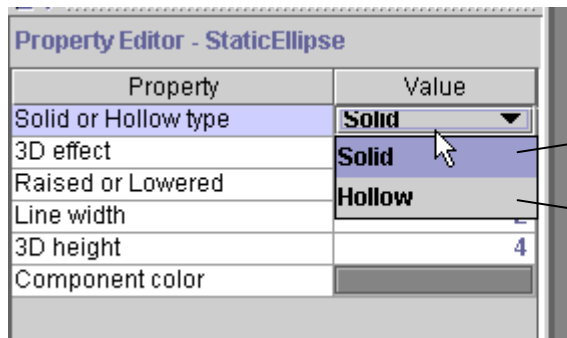 Property Editor - StaticEllipse
Property Value
Solid or Hollow type Solid
3D effect Solid
Raised or Lowered Hollow
Line width
3D height 4
Component color